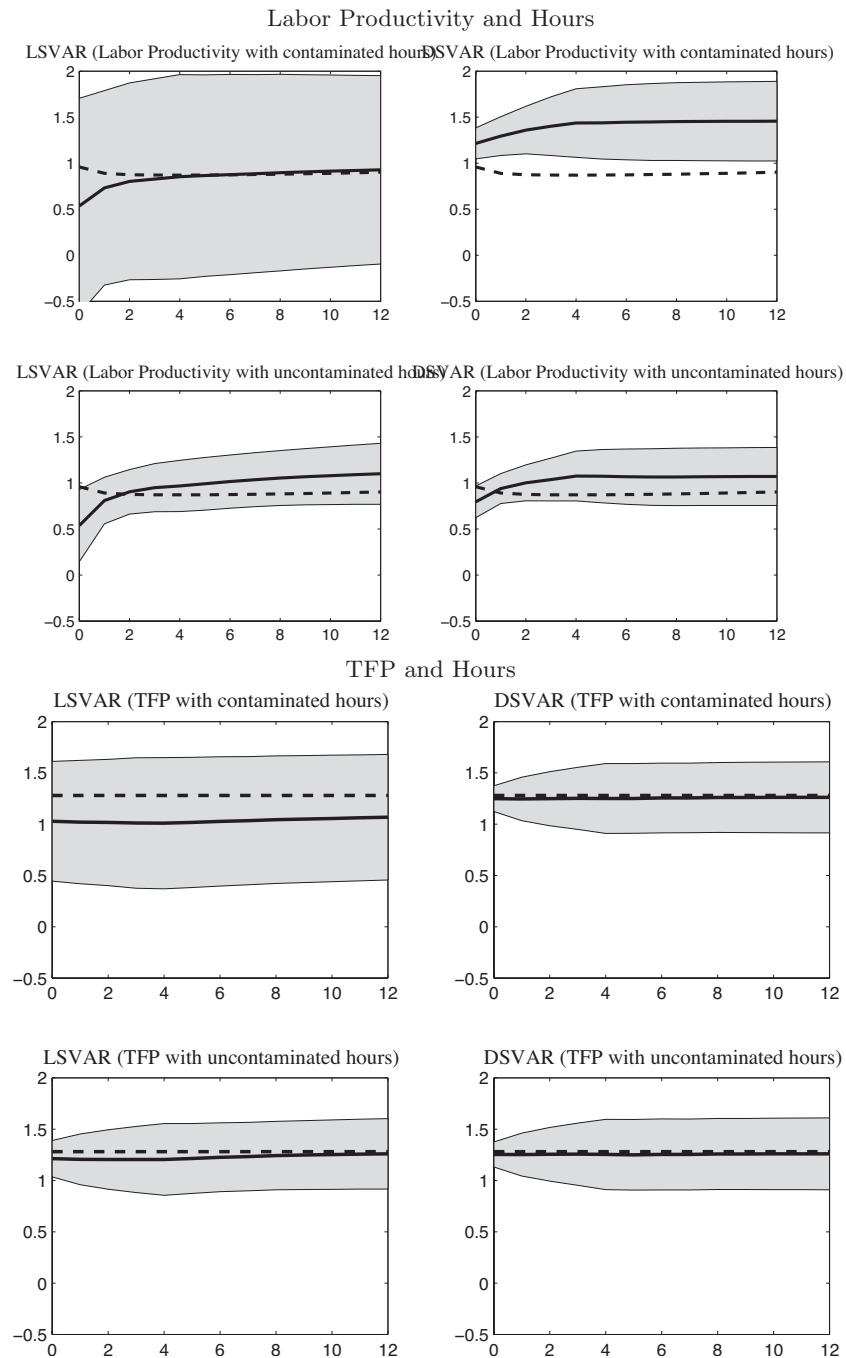 Labor Productivity and Hours
LSVAR (Labor Productivity with contaminated hours)
DSVAR (Labor Productivity with contaminated hours)
2
1.5
1
0.5
0
−0.5
0 2 4 6 8 10 12
2
1.5
1
0.5
0
−0.5
0 2 4 6 8 10 12
LSVAR (Labor Productivity with uncontaminated hours)
DSVAR (Labor Productivity with uncontaminated hours)
2
1.5
1
0.5
0
−0.5
0 2 4 6 8 10 12
2
1.5
1
0.5
0
−0.5
0 2 4 6 8 10 12
TFP and Hours
LSVAR (TFP with contaminated hours)
DSVAR (TFP with contaminated hours)
2
1.5
1
0.5
0
−0.5
0 2 4 6 8 10 12
2
1.5
1
0.5
0
−0.5
0 2 4 6 8 10 12
LSVAR (TFP with uncontaminated hours)
DSVAR (TFP with uncontaminated hours)
2
1.5
1
0.5
0
−0.5
0 2 4 6 8 10 12
2
1.5
1
0.5
0
−0.5
0 2 4 6 8 10 12